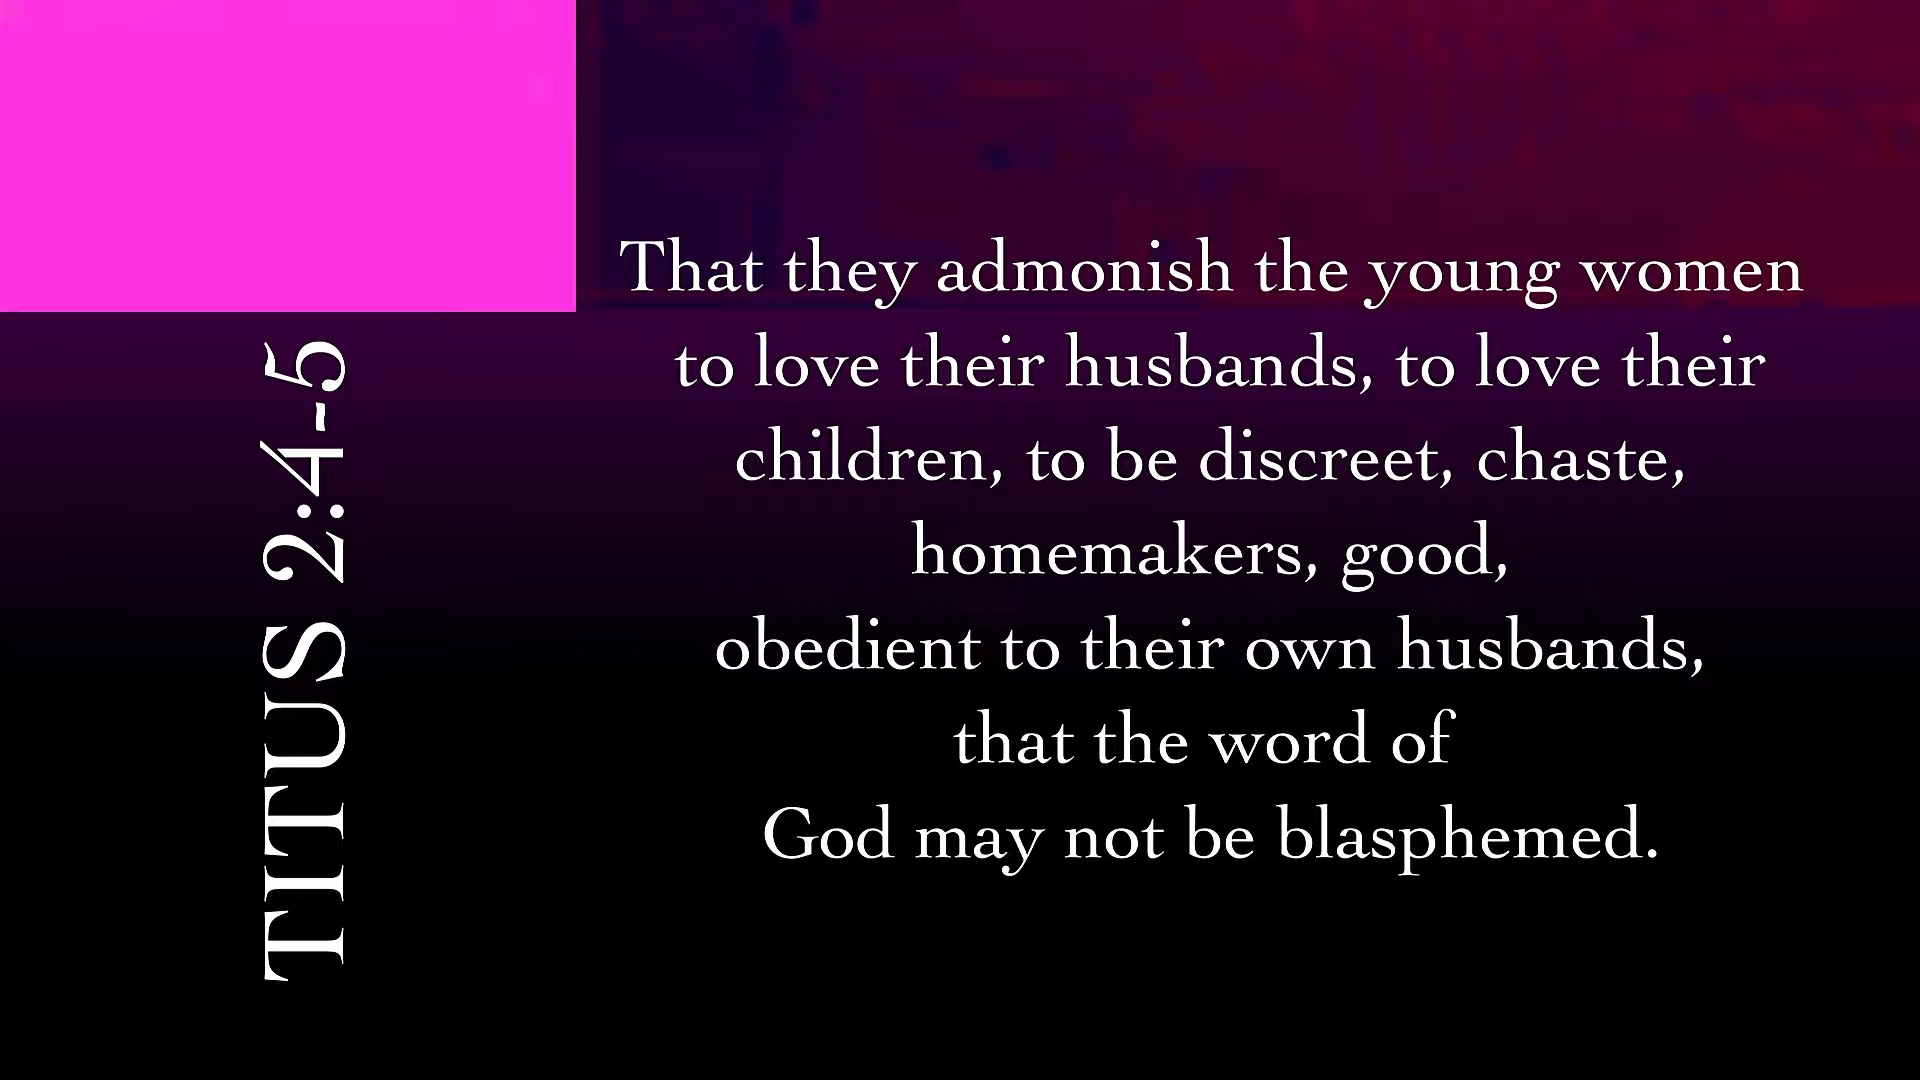 TITUS 2:4-5
That they admonish the young women
to love their husbands, to love their
children, to be discreet, chaste,
homemakers, good,
obedient to their own husbands,
that the word of
God may not be blasphemed.